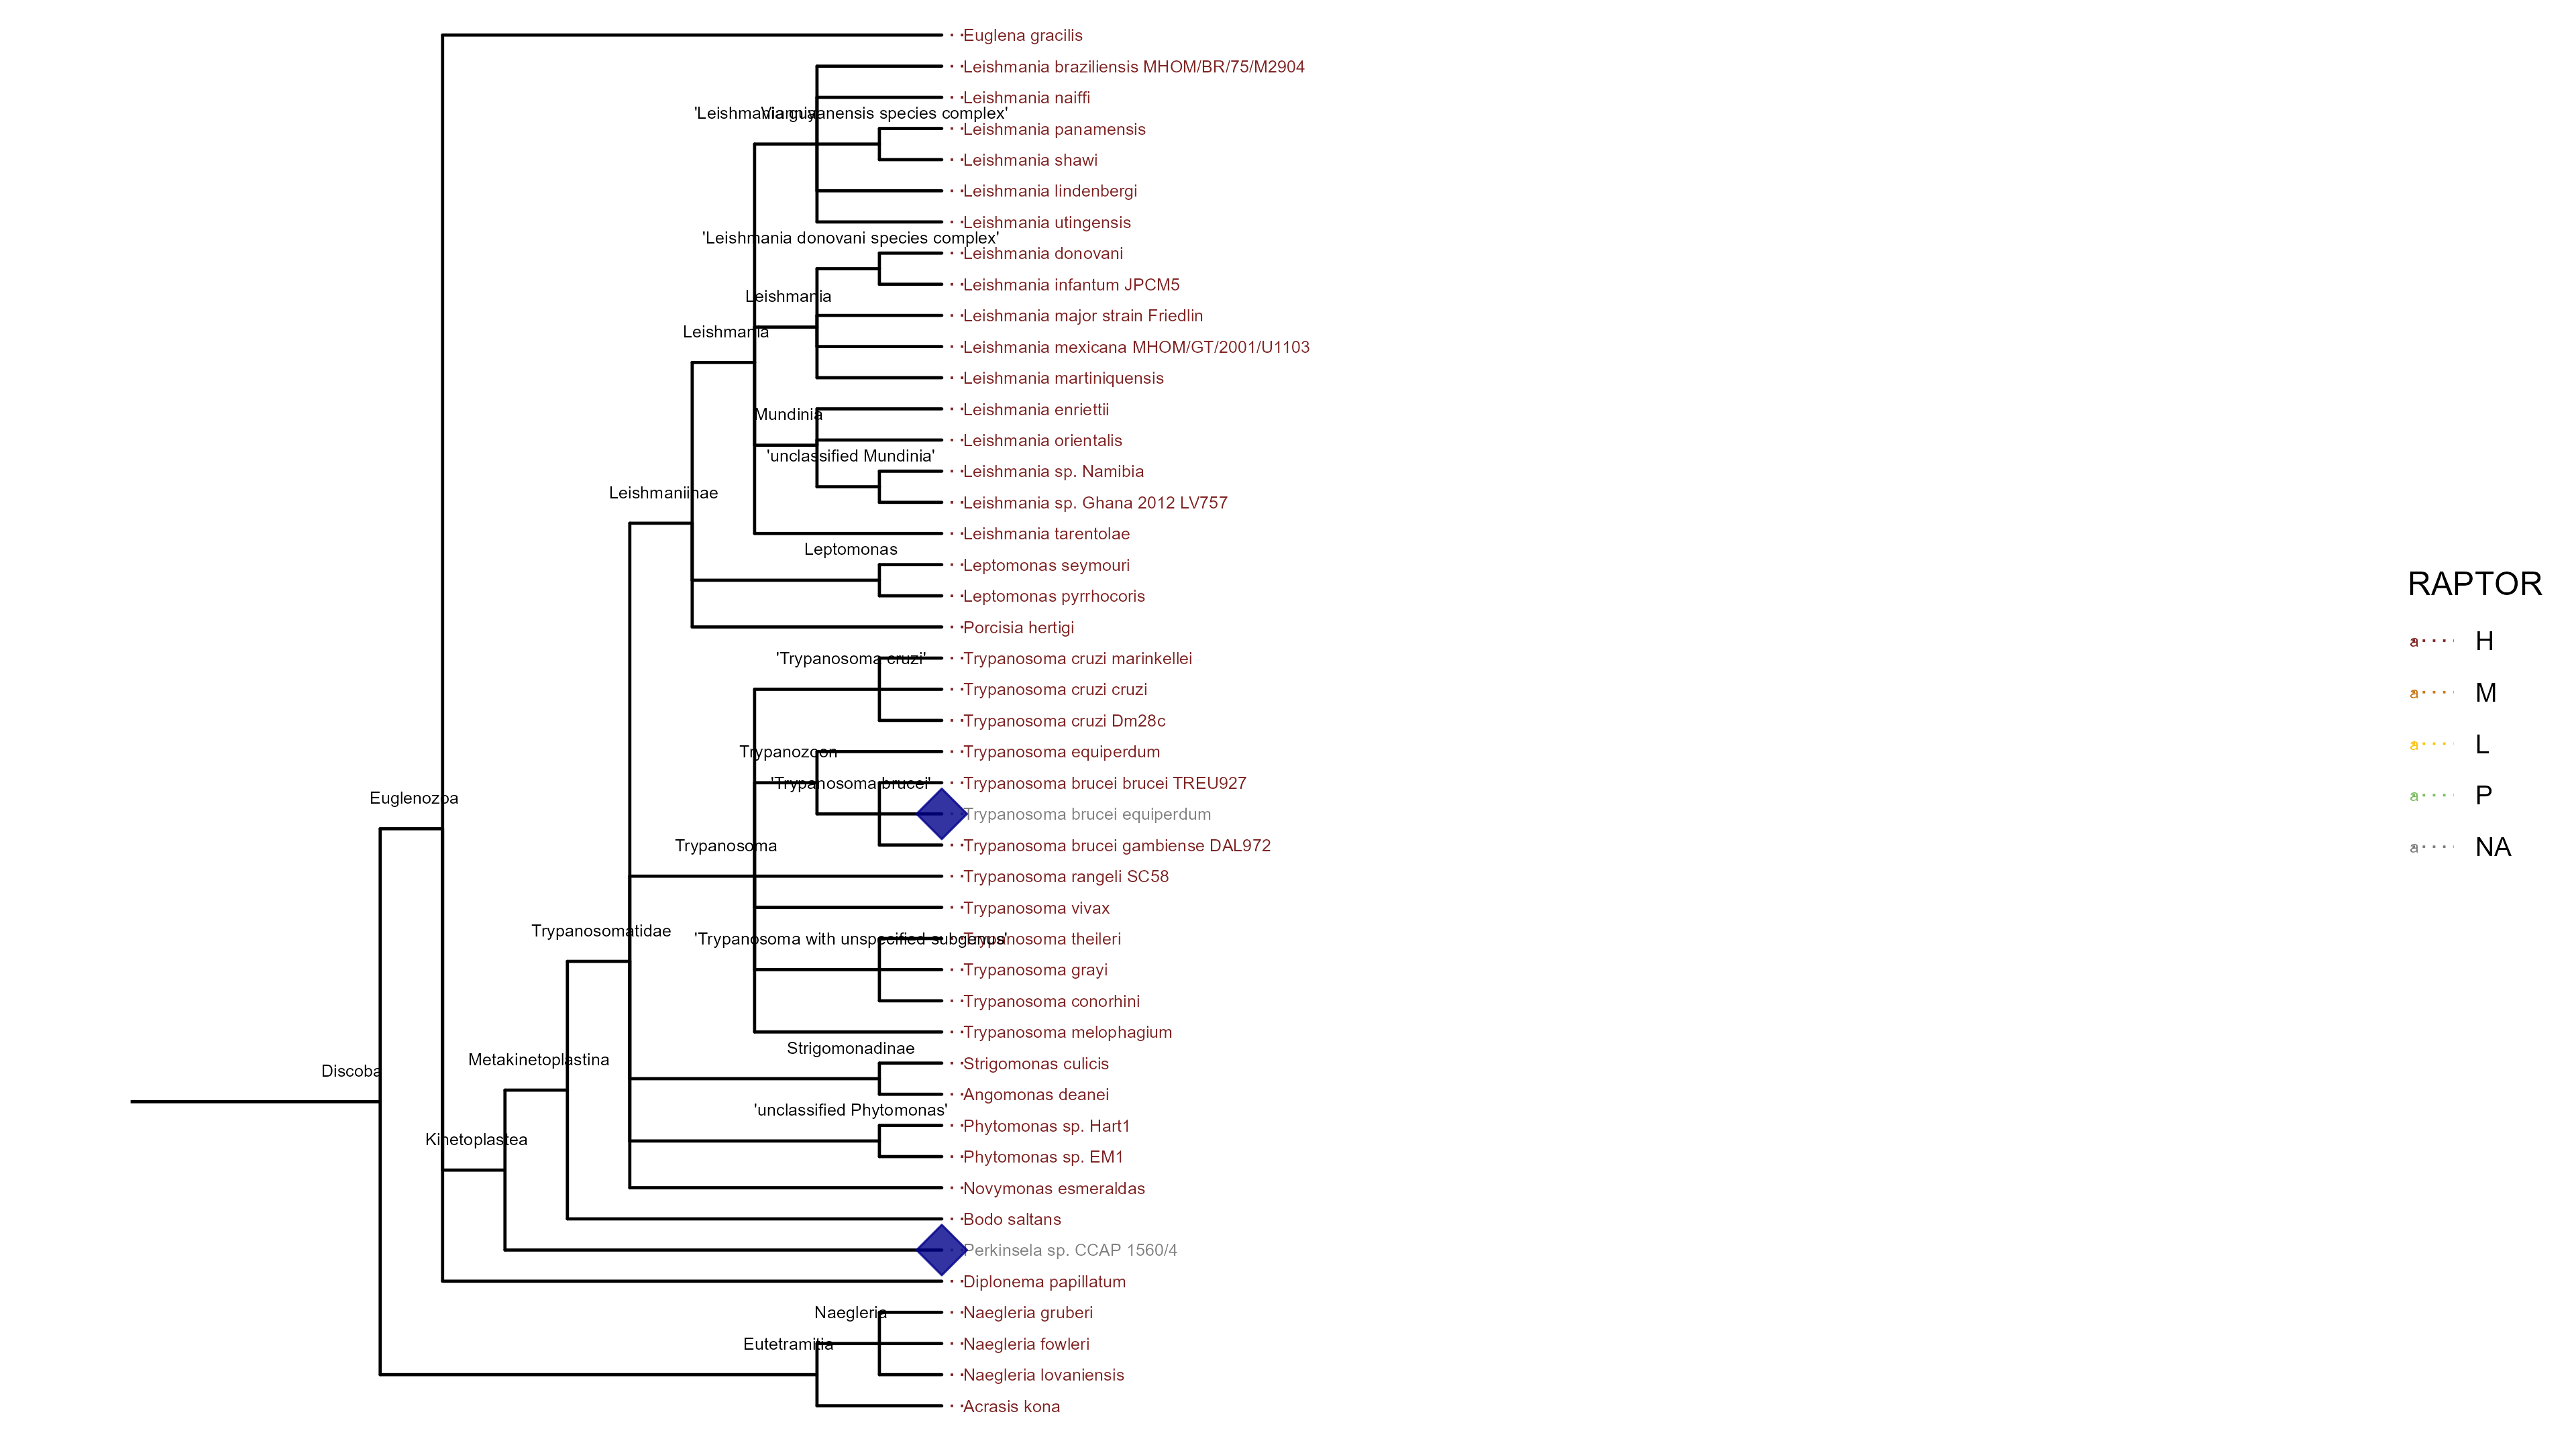 Euglena gracilis
Leishmania braziliensis MHOM/BR/75/M2904
Leishmania naiffi
'Leishmania guyanensis species complex'
Viannia
Leishmania panamensis
Leishmania shawi
Leishmania lindenbergi
Leishmania utingensis
'Leishmania donovani species complex'
Leishmania donovani
Leishmania infantum JPCM5
Leishmania
Leishmania major strain Friedlin
Leishmania
Leishmania mexicana MHOM/GT/2001/U1103
Leishmania martiniquensis
Leishmania enriettii
Mundinia
Leishmania orientalis
'unclassified Mundinia'
Leishmania sp. Namibia
Leishmaniinae
Leishmania sp. Ghana 2012 LV757
Leishmania tarentolae
Leptomonas
Leptomonas seymouri
Leptomonas pyrrhocoris
Porcisia hertigi
'Trypanosoma cruzi'
Trypanosoma cruzi marinkellei
Trypanosoma cruzi cruzi
Trypanosoma cruzi Dm28c
Trypanozoon
Trypanosoma equiperdum
'Trypanosoma brucei'
Trypanosoma brucei brucei TREU927
Euglenozoa
Trypanosoma brucei equiperdum
Trypanosoma
Trypanosoma brucei gambiense DAL972
Trypanosoma rangeli SC58
Trypanosoma vivax
Trypanosomatidae
'Trypanosoma with unspecified subgenus'
Trypanosoma theileri
Trypanosoma grayi
Trypanosoma conorhini
Trypanosoma melophagium
Strigomonadinae
Metakinetoplastina
Strigomonas culicis
Discoba
Angomonas deanei
'unclassified Phytomonas'
Phytomonas sp. Hart1
Kinetoplastea
Phytomonas sp. EM1
Novymonas esmeraldas
Bodo saltans
Perkinsela sp. CCAP 1560/4
Diplonema papillatum
Naegleria
Naegleria gruberi
Eutetramitia
Naegleria fowleri
Naegleria lovaniensis
Acrasis kona
RAPTOR
a H
a M
a L
a P
a NA